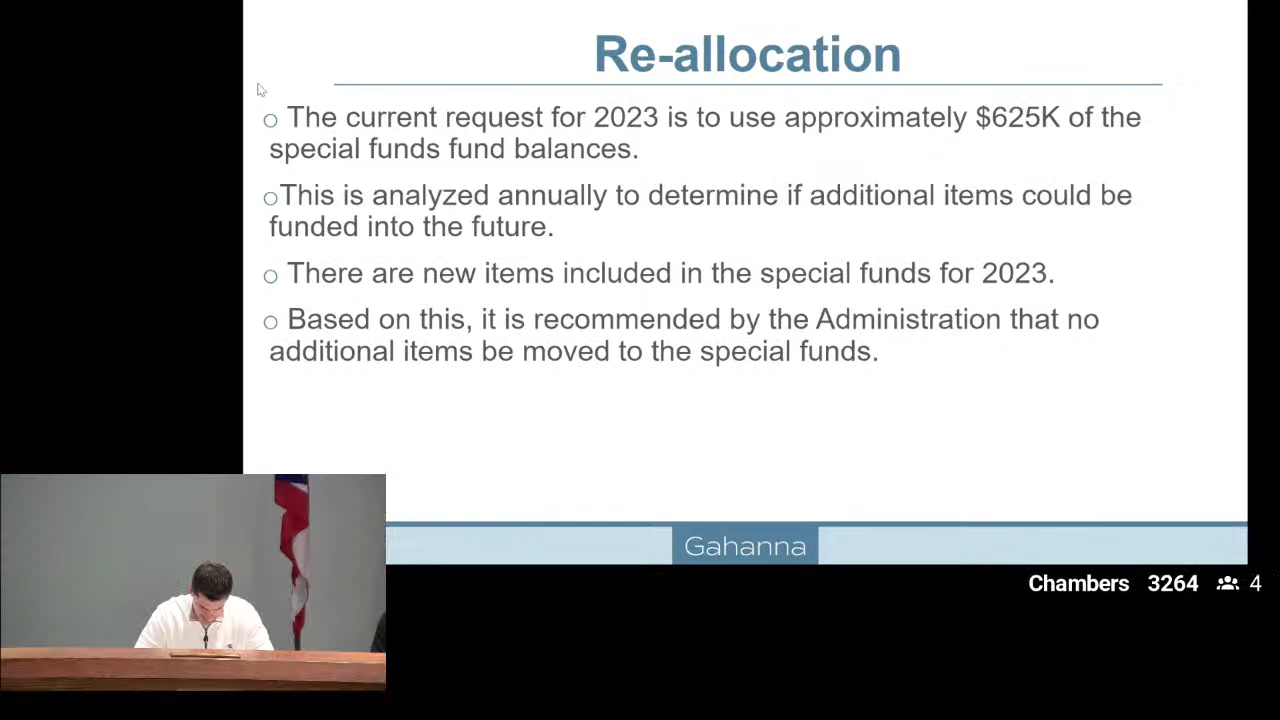 Re-allocation
○ The current request for 2023 is to use approximately $625K of the
special funds fund balances.
○This is analyzed annually to determine if additional items could be
funded into the future.
○ There are new items included in the special funds for 2023.
○ Based on this, it is recommended by the Administration that no
additional items be moved to the special funds.
Gahanna
Chambers 3264 4